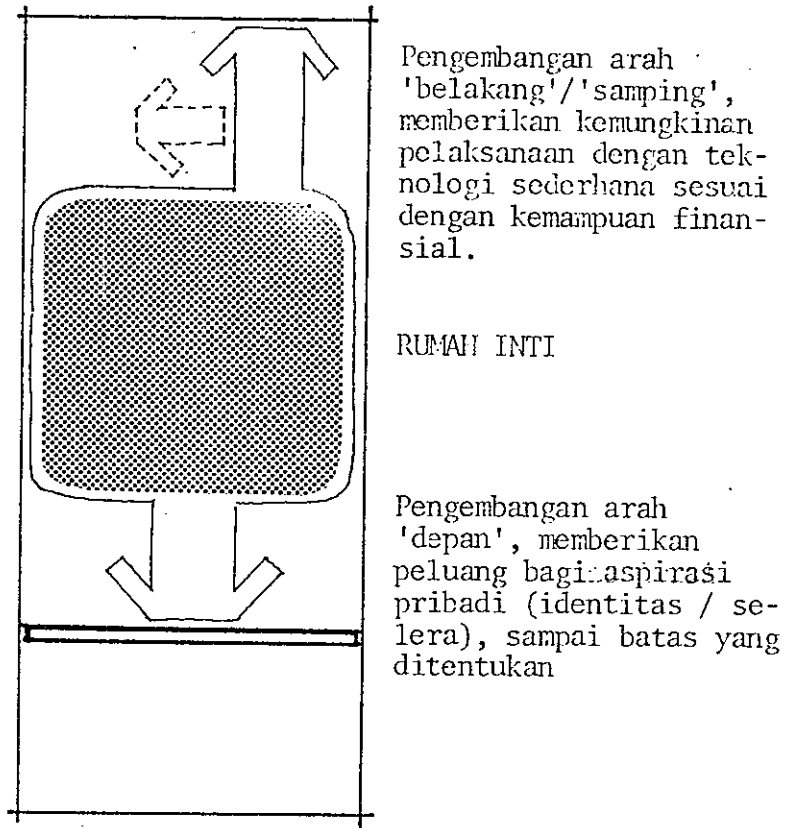 Pengembangan arah
'belakang'/'samping',
memberikan kemungkinan
pelaksanaan dengan tek-
nologi sederhana sesuai
dengan kemampuan finan-
sial.
RUMAH INTI
Pengembangan arah
'depan', memberikan
peluang bagi aspirasi
pribadi (identitas / se-
lera), sampai batas yang
ditentukan